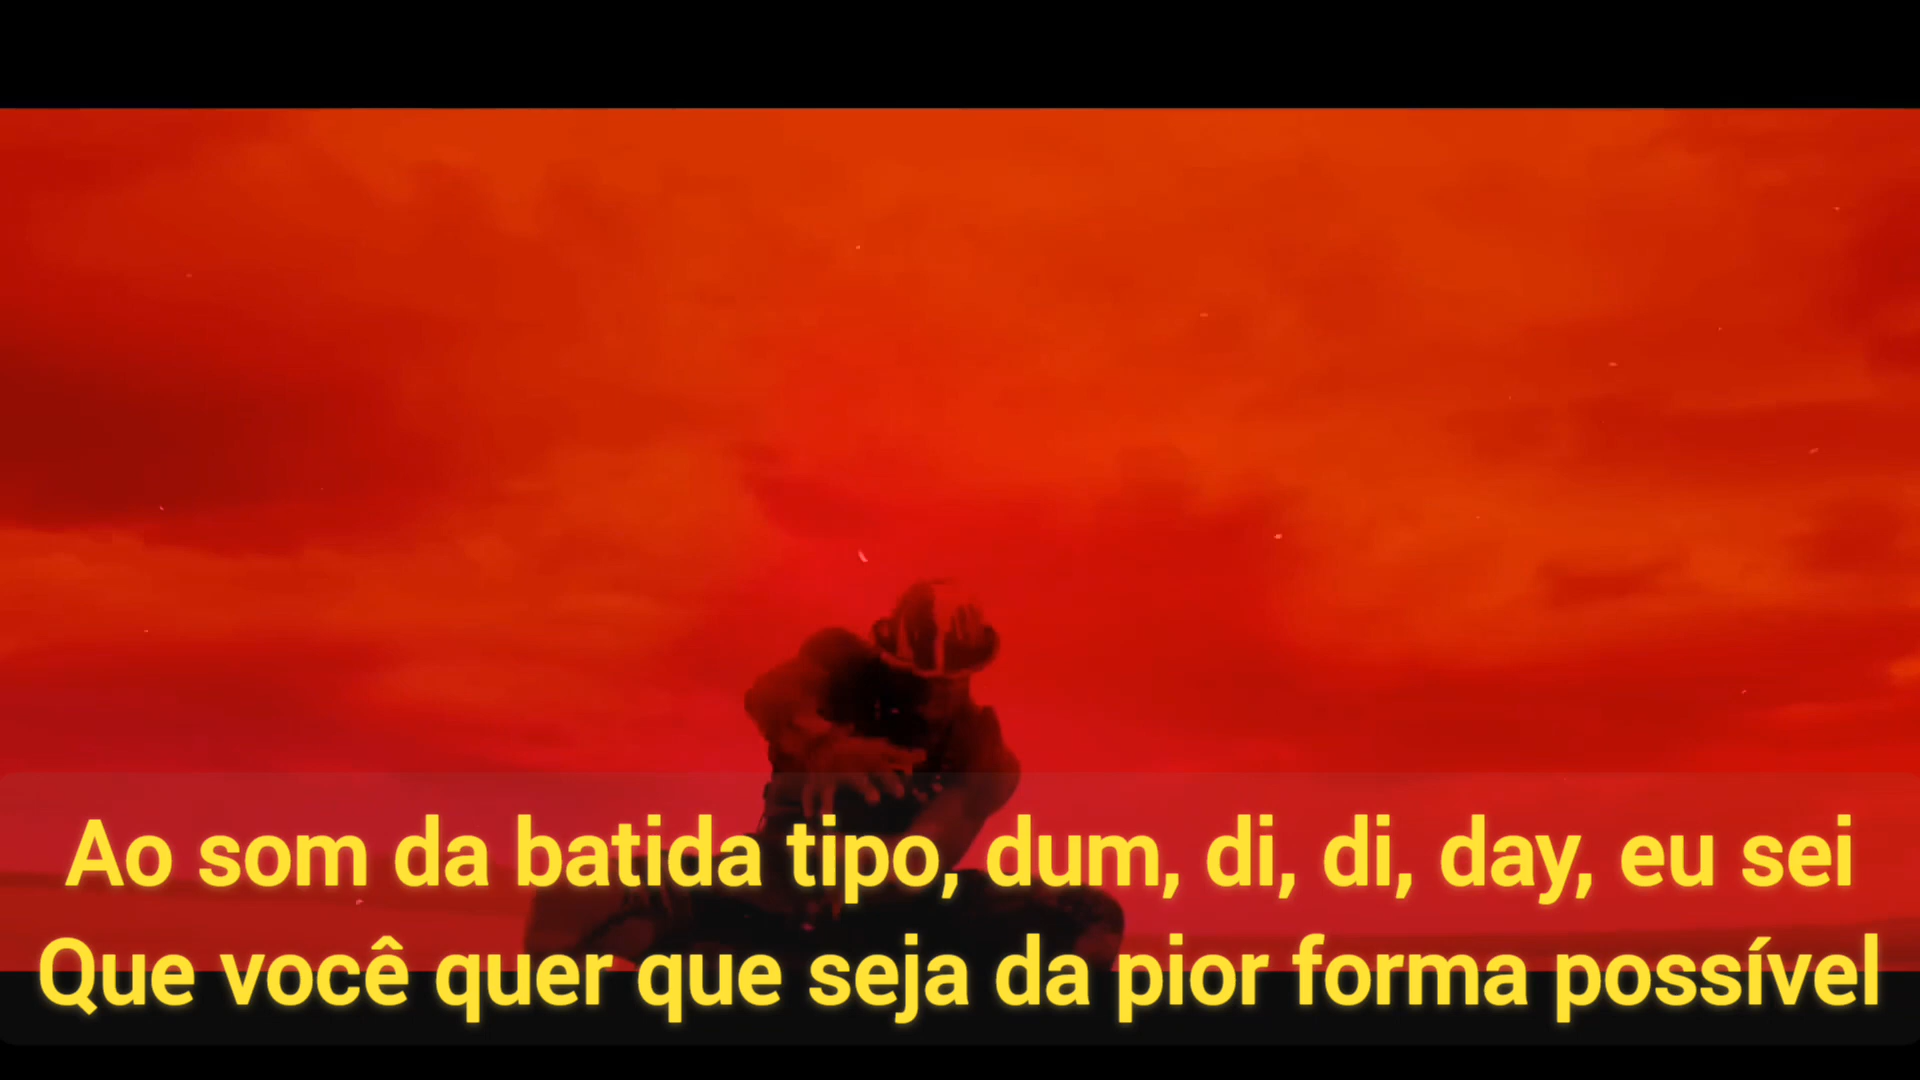 Ao som da batida tipo, dum, di, di, day, eu sei
Que você quer que seja da pior forma possível